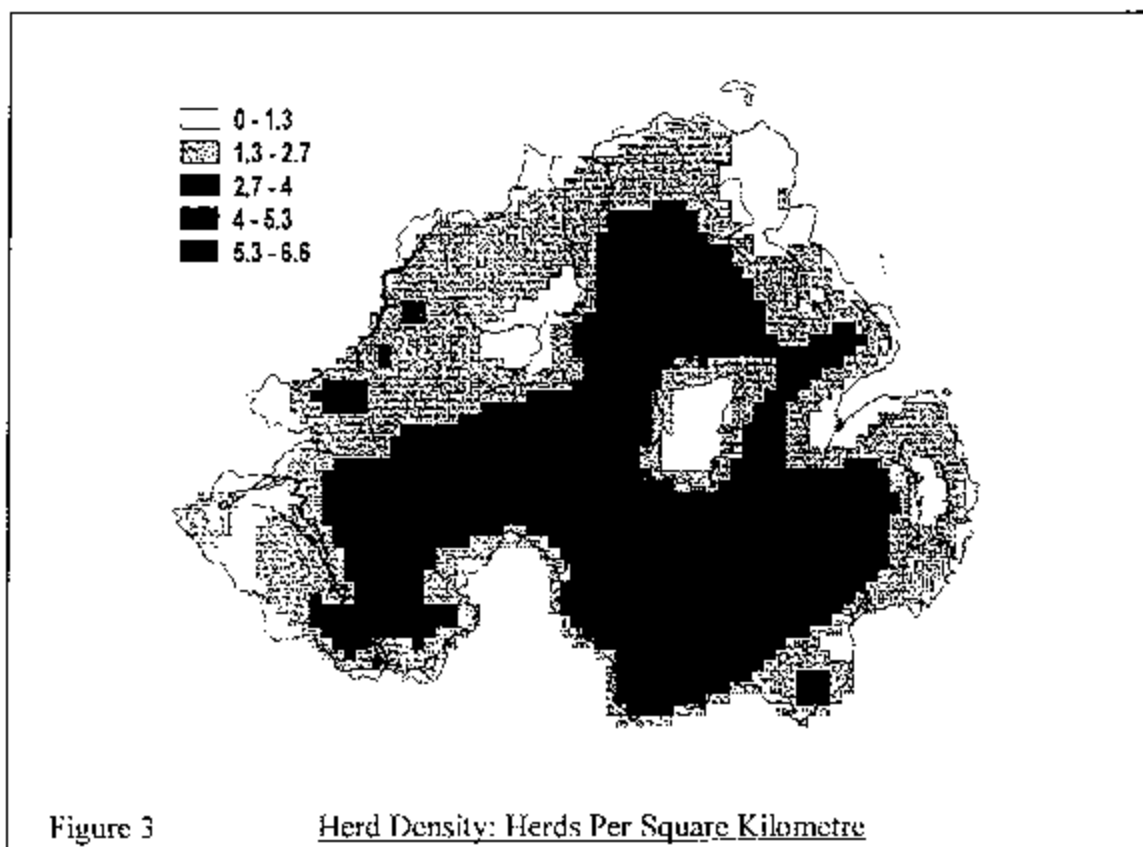 0 - 1.3
1.3 - 2.7
2.7 - 4
4 - 5.3
5.3 - 6.6
Figure 3 Herd Density: Herds Per Square Kilometre